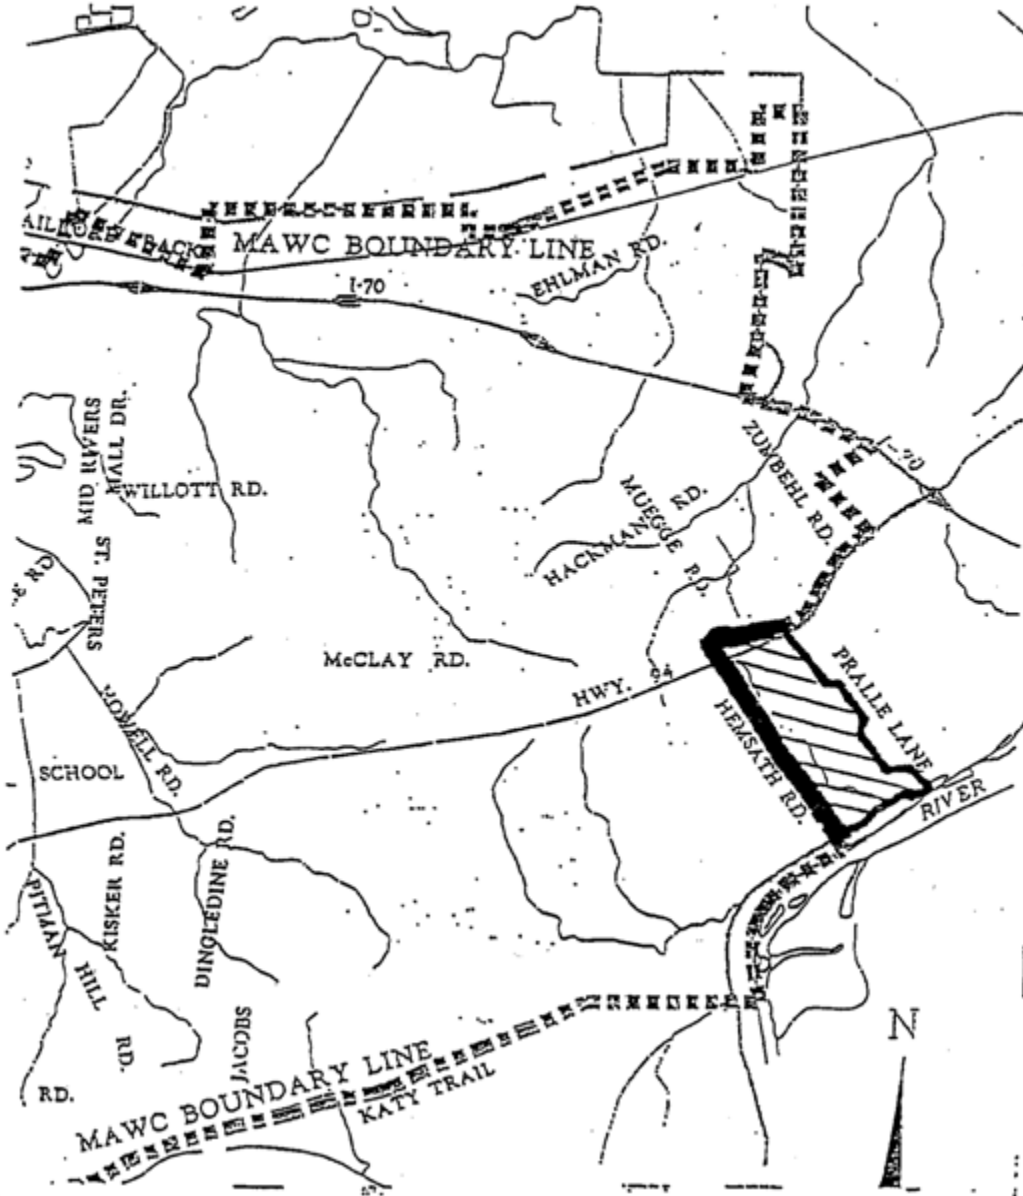 MAWC BOUNDARY LINE
EHLMAN RD.
I-70
MID RIVERS
MALL DR.
WILLOTT RD.
ST. PETERS
ZUMBEHL RD.
I-70
MUEGGE RD.
HACKMAN RD.
McCLAY RD.
HWY. 94
PRALLE LANE
HEMSATH RD.
RIVER
SCHOOL
RD.
KISKER RD.
DINGLEDINE RD.
PITMAN HILL RD.
JACOBS
RD.
N
MAWC BOUNDARY LINE
KATY TRAIL